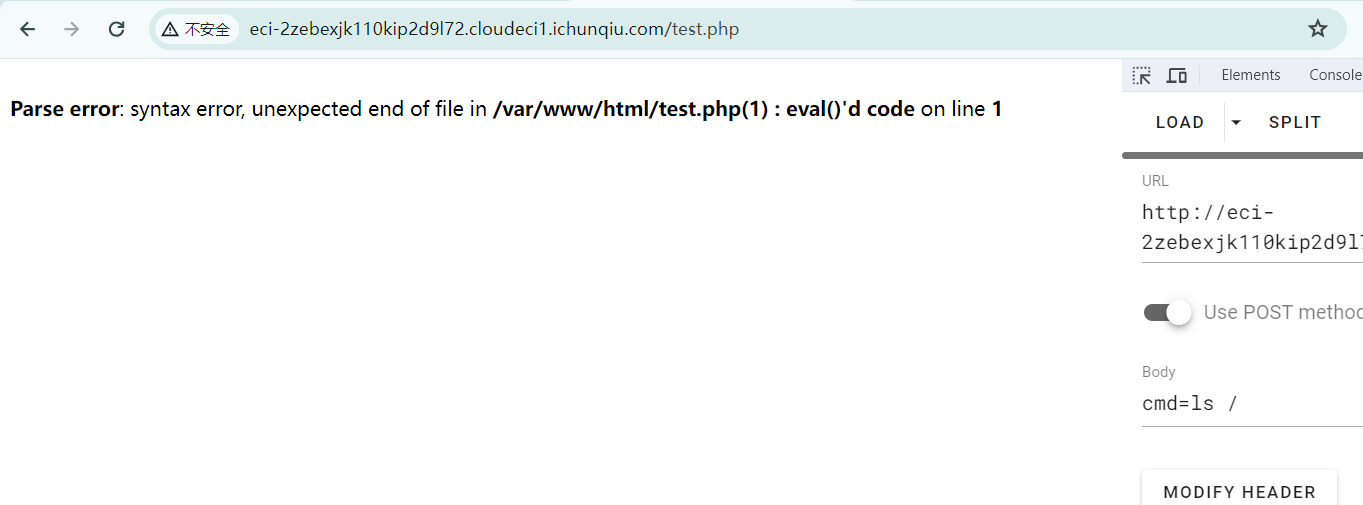 不安全 eci-2zebexjk110kip2d9l72.cloudeci1.ichunqiu.com/test.php
Parse error: syntax error, unexpected end of file in /var/www/html/test.php(1) : eval()'d code on line 1
Elements Console
LOAD SPLIT
URL
http://eci-
2zebexjk110kip2d9l7
Use POST method
Body
cmd=ls /
MODIFY HEADER